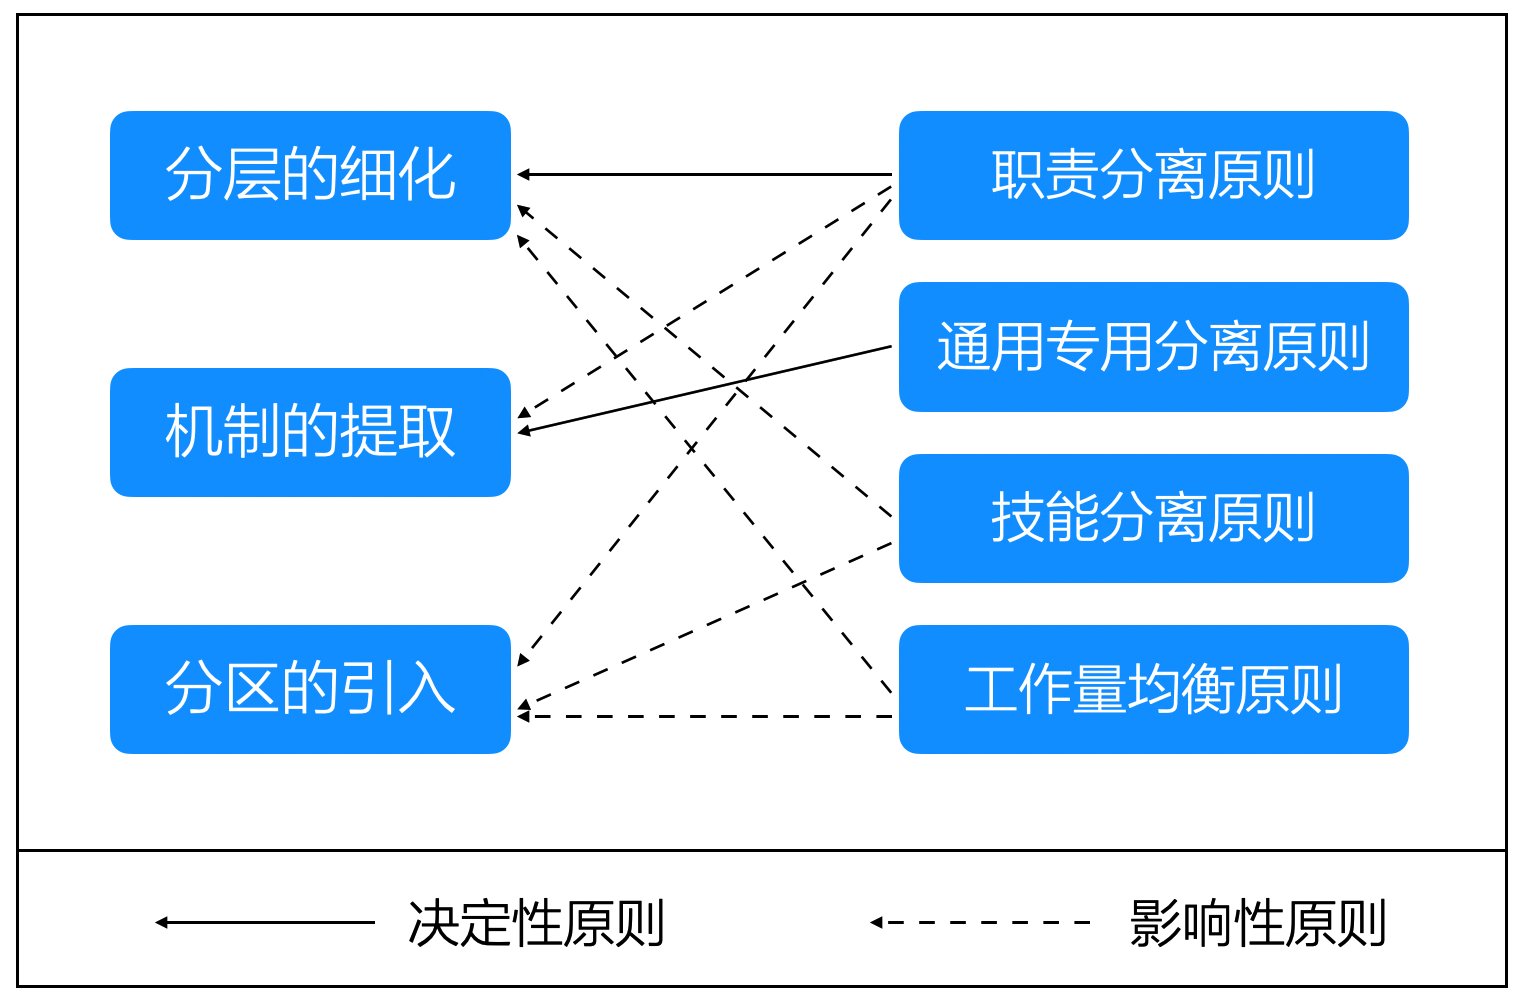 分层的细化
职责分离原则
通用专用分离原则
机制的提取
技能分离原则
分区的引入
工作量均衡原则
决定性原则
影响性原则